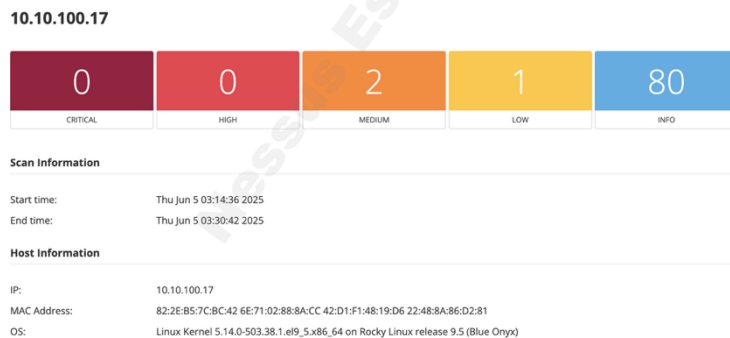 10.10.100.17
0 0 2 1 80
CRITICAL HIGH MEDIUM LOW INFO
Scan Information
Start time: Thu Jun 5 03:14:36 2025
End time: Thu Jun 5 03:30:42 2025
Host Information
IP: 10.10.100.17
MAC Address: 82:2E:B5:7C:BC:42 6E:71:02:88:8A:CC 42:D1:F1:48:19:D6 22:48:8A:86:D2:81
OS: Linux Kernel 5.14.0-503.38.1.el9_5.x86_64 on Rocky Linux release 9.5 (Blue Onyx)
Nessus Es